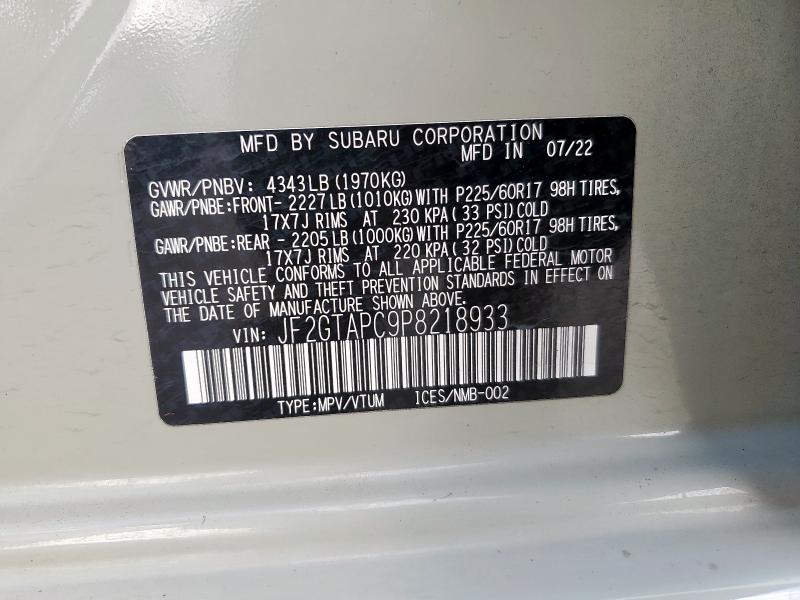 MFD BY SUBARU CORPORATION
MFD IN 07/22
GVWR/PNBV: 4343LB (1970KG)
GAWR/PNBE:FRONT- 2227LB (1010KG) WITH P225/60R17 98H TIRES,
17X7J RIMS AT 230 KPA (33 PSI) COLD
GAWR/PNBE:REAR - 2205LB (1000KG) WITH P225/60R17 98H TIRES,
17X7J RIMS AT 220 KPA (32 PSI) COLD
THIS VEHICLE CONFORMS TO ALL APPLICABLE FEDERAL MOTOR
VEHICLE SAFETY AND THEFT PREVENTION STANDARDS IN EFFECT ON
THE DATE OF MANUFACTURE SHOWN ABOVE.
VIN: JF2GTAPC9P8218933
TYPE:MPV/VTUM ICES/NMB-002